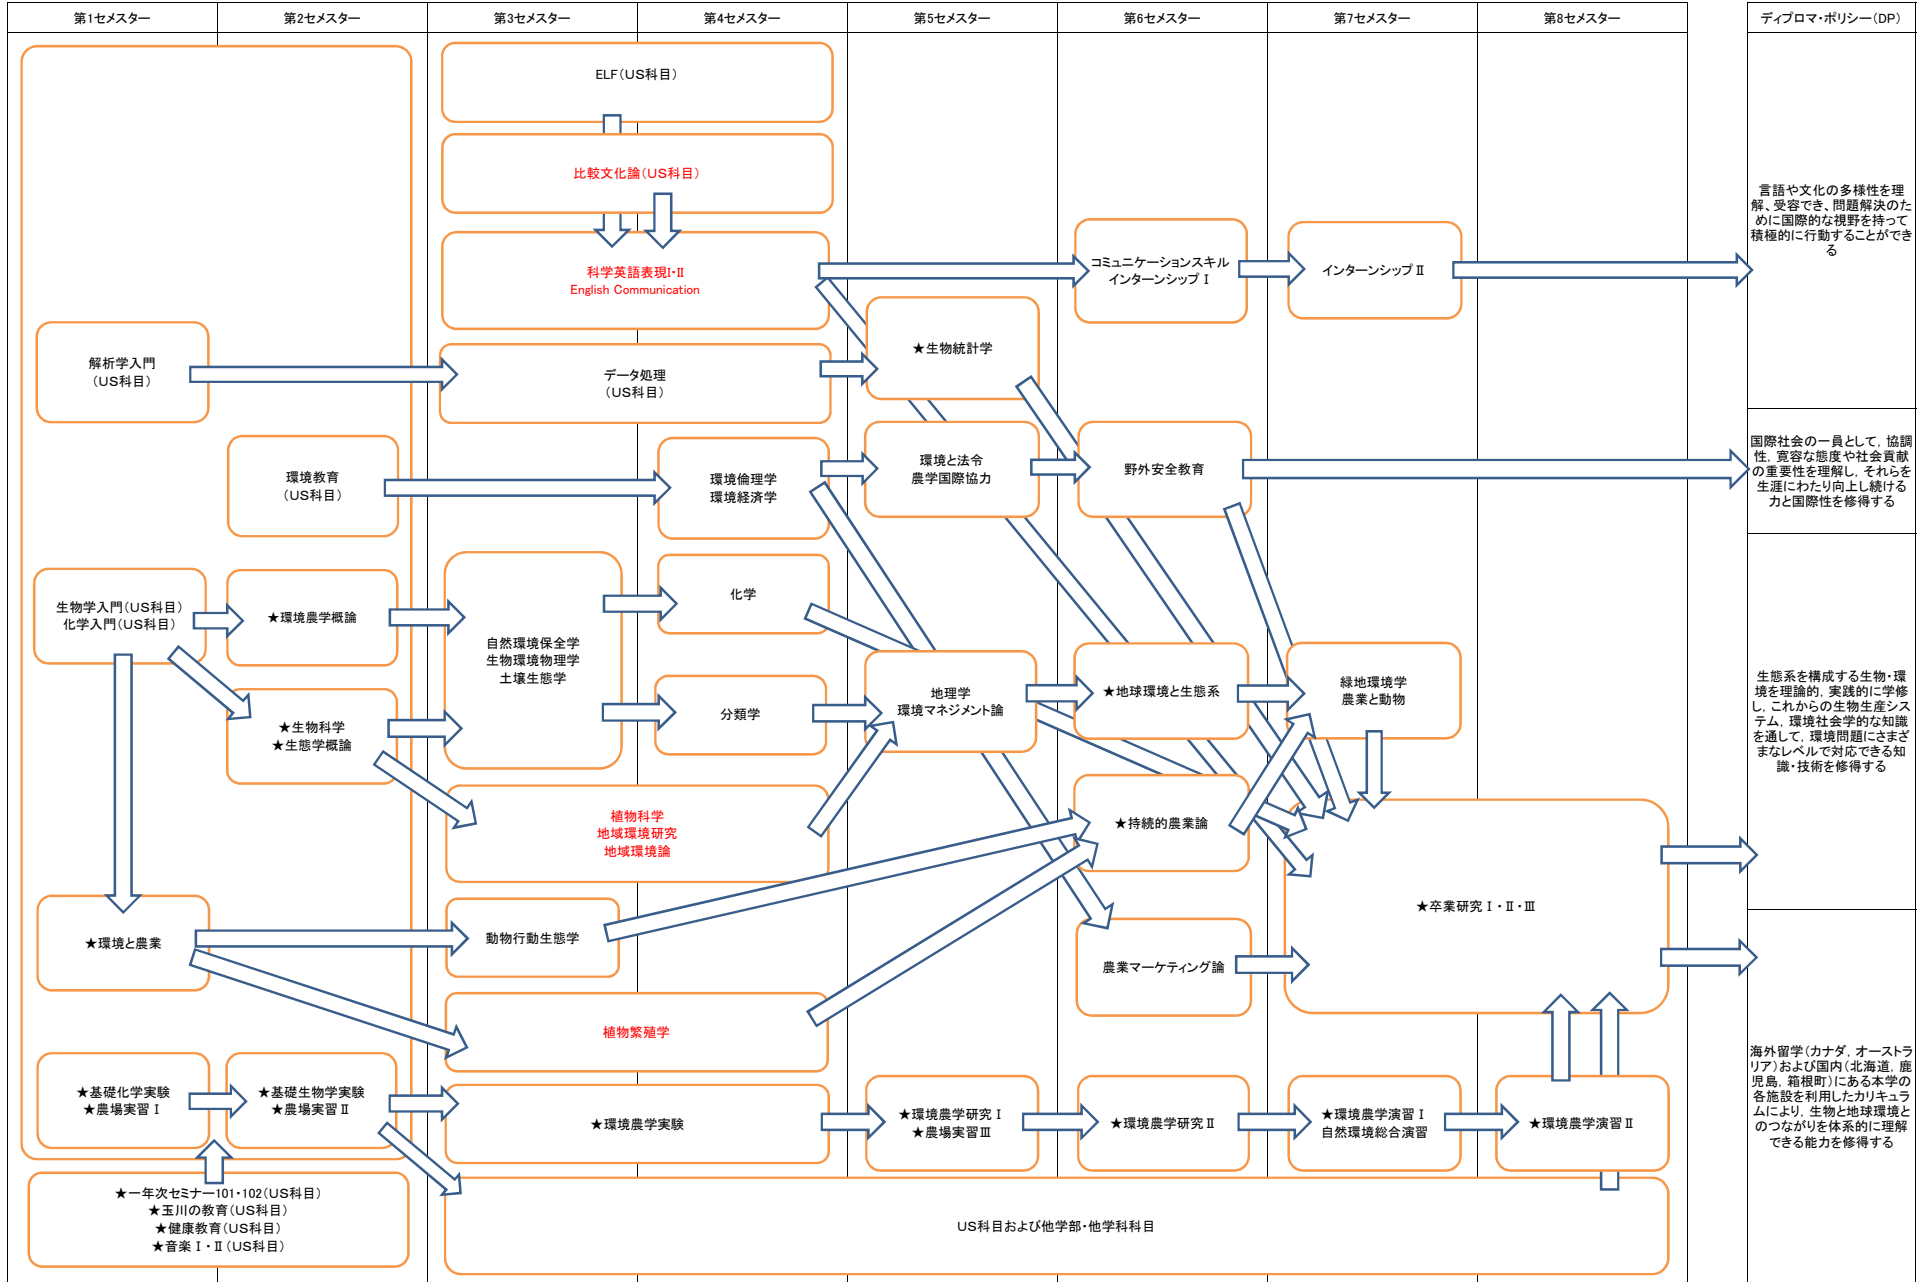 第1セメスター
第2セメスター
第3セメスター
第4セメスター
第5セメスター
第6セメスター
第7セメスター
第8セメスター
ディプロマ・ポリシー(DP)
ELF(US科目)
比較文化論(US科目)
科学英語表現I・II
English Communication
コミュニケーションスキル
インターンシップⅠ
インターンシップⅡ
言語や文化の多様性を理
解、受容でき、問題解決のた
めに国際的な視野を持って
積極的に行動することができ
る
解析学入門
(US科目)
データ処理
(US科目)
★生物統計学
環境教育
(US科目)
環境倫理学
環境経済学
環境と法令
農学国際協力
野外安全教育
国際社会の一員として，協調
性，寛容な態度や社会貢献
の重要性を理解し，それらを
生涯にわたり向上し続ける
力と国際性を修得する
生物学入門(US科目)
化学入門(US科目)
★環境農学概論
★生物科学
★生態学概論
自然環境保全学
生物環境物理学
土壌生態学
化学
分類学
地理学
環境マネジメント論
★地球環境と生態系
緑地環境学
農業と動物
生態系を構成する生物・環
境を理論的，実践的に学修
し，これからの生物生産シス
テム，環境社会学的な知識
を通して，環境問題にさまざ
まなレベルで対応できる知
識・技術を修得する
植物科学
地域環境研究
地域環境論
★持続的農業論
★環境と農業
動物行動生態学
農業マーケティング論
★卒業研究Ⅰ・Ⅱ・Ⅲ
植物繁殖学
★基礎化学実験
★農場実習Ⅰ
★基礎生物学実験
★農場実習Ⅱ
★環境農学実験
★環境農学研究Ⅰ
★農場実習Ⅲ
★環境農学研究Ⅱ
★環境農学演習Ⅰ
自然環境総合演習
★環境農学演習Ⅱ
海外留学(カナダ，オーストラ
リア)および国内(北海道，鹿
児島，箱根町)にある本学の
各施設を利用したカリキュラ
ムにより，生物と地球環境と
のつながりを体系的に理解
できる能力を修得する
★一年次セミナー101・102(US科目)
★玉川の教育(US科目)
★健康教育(US科目)
★音楽Ⅰ・Ⅱ(US科目)
US科目および他学部・他学科科目